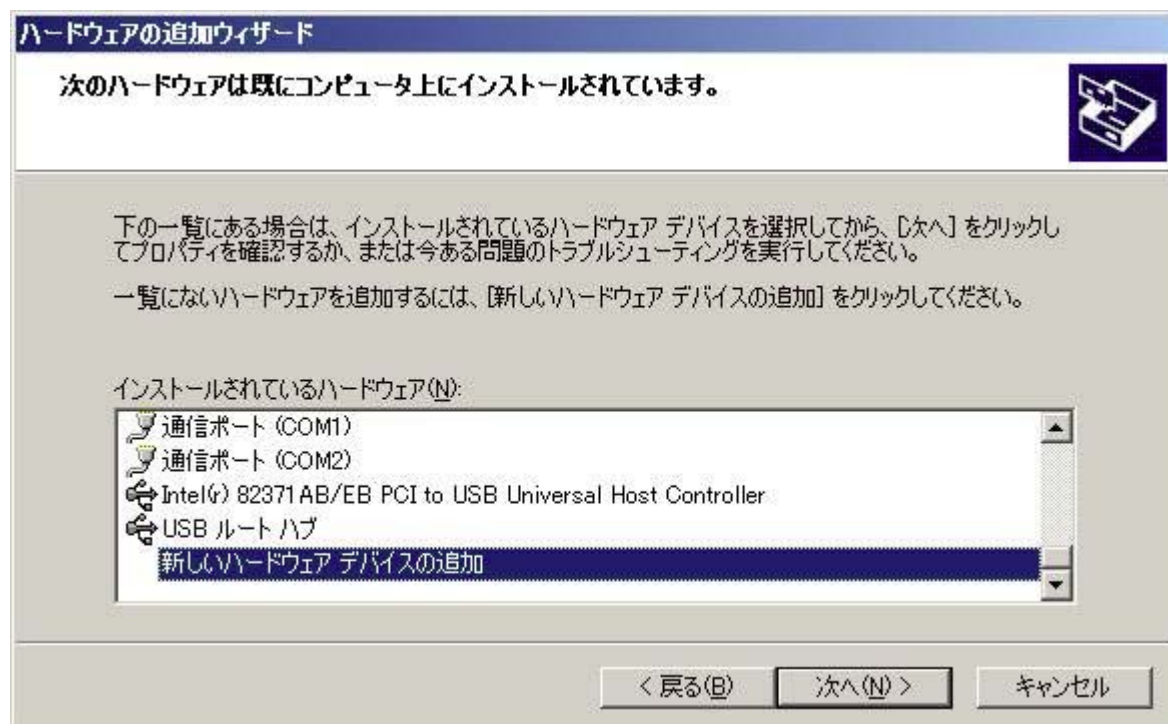 ハードウェアの追加ウィザード
次のハードウェアは既にコンピュータ上にインストールされています。
下の一覧にある場合は、インストールされているハードウェア デバイスを選択してから、[次へ] をクリックし
てプロパティを確認するか、または今ある問題のトラブルシューティングを実行してください。
一覧にないハードウェアを追加するには、[新しいハードウェア デバイスの追加] をクリックしてください。
インストールされているハードウェア(N):
通信ポート (COM1)
通信ポート (COM2)
Intel(r) 82371AB/EB PCI to USB Universal Host Controller
USB ルート ハブ
新しいハードウェア デバイスの追加
< 戻る(B)
次へ(N) >
キャンセル